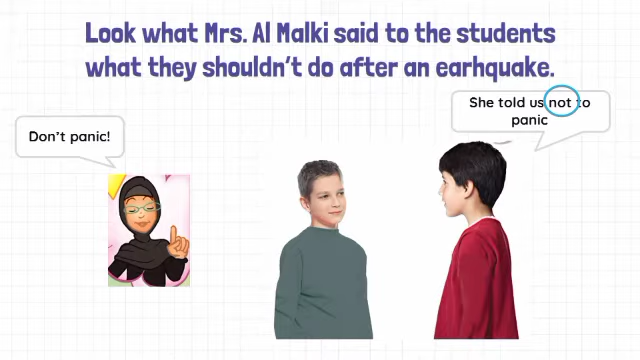 Look what Mrs. Al Malki said to the students
what they shouldn't do after an earhquake.
She told us not to
panic
Don't panic!